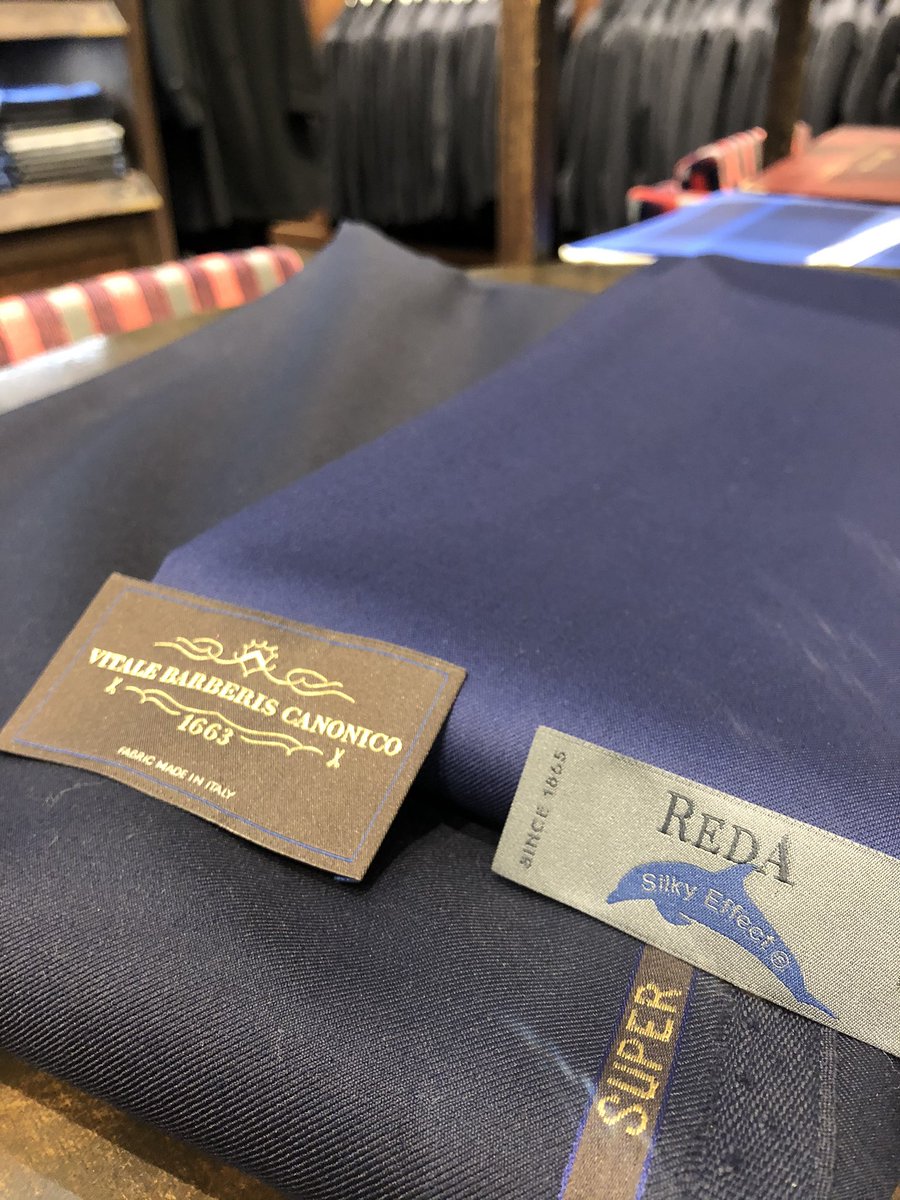 VITALE BARBERIS CANONICO
1663
FABRIC MADE IN ITALY
SINCE 1865
REDA
Silky Effect®
SUPER